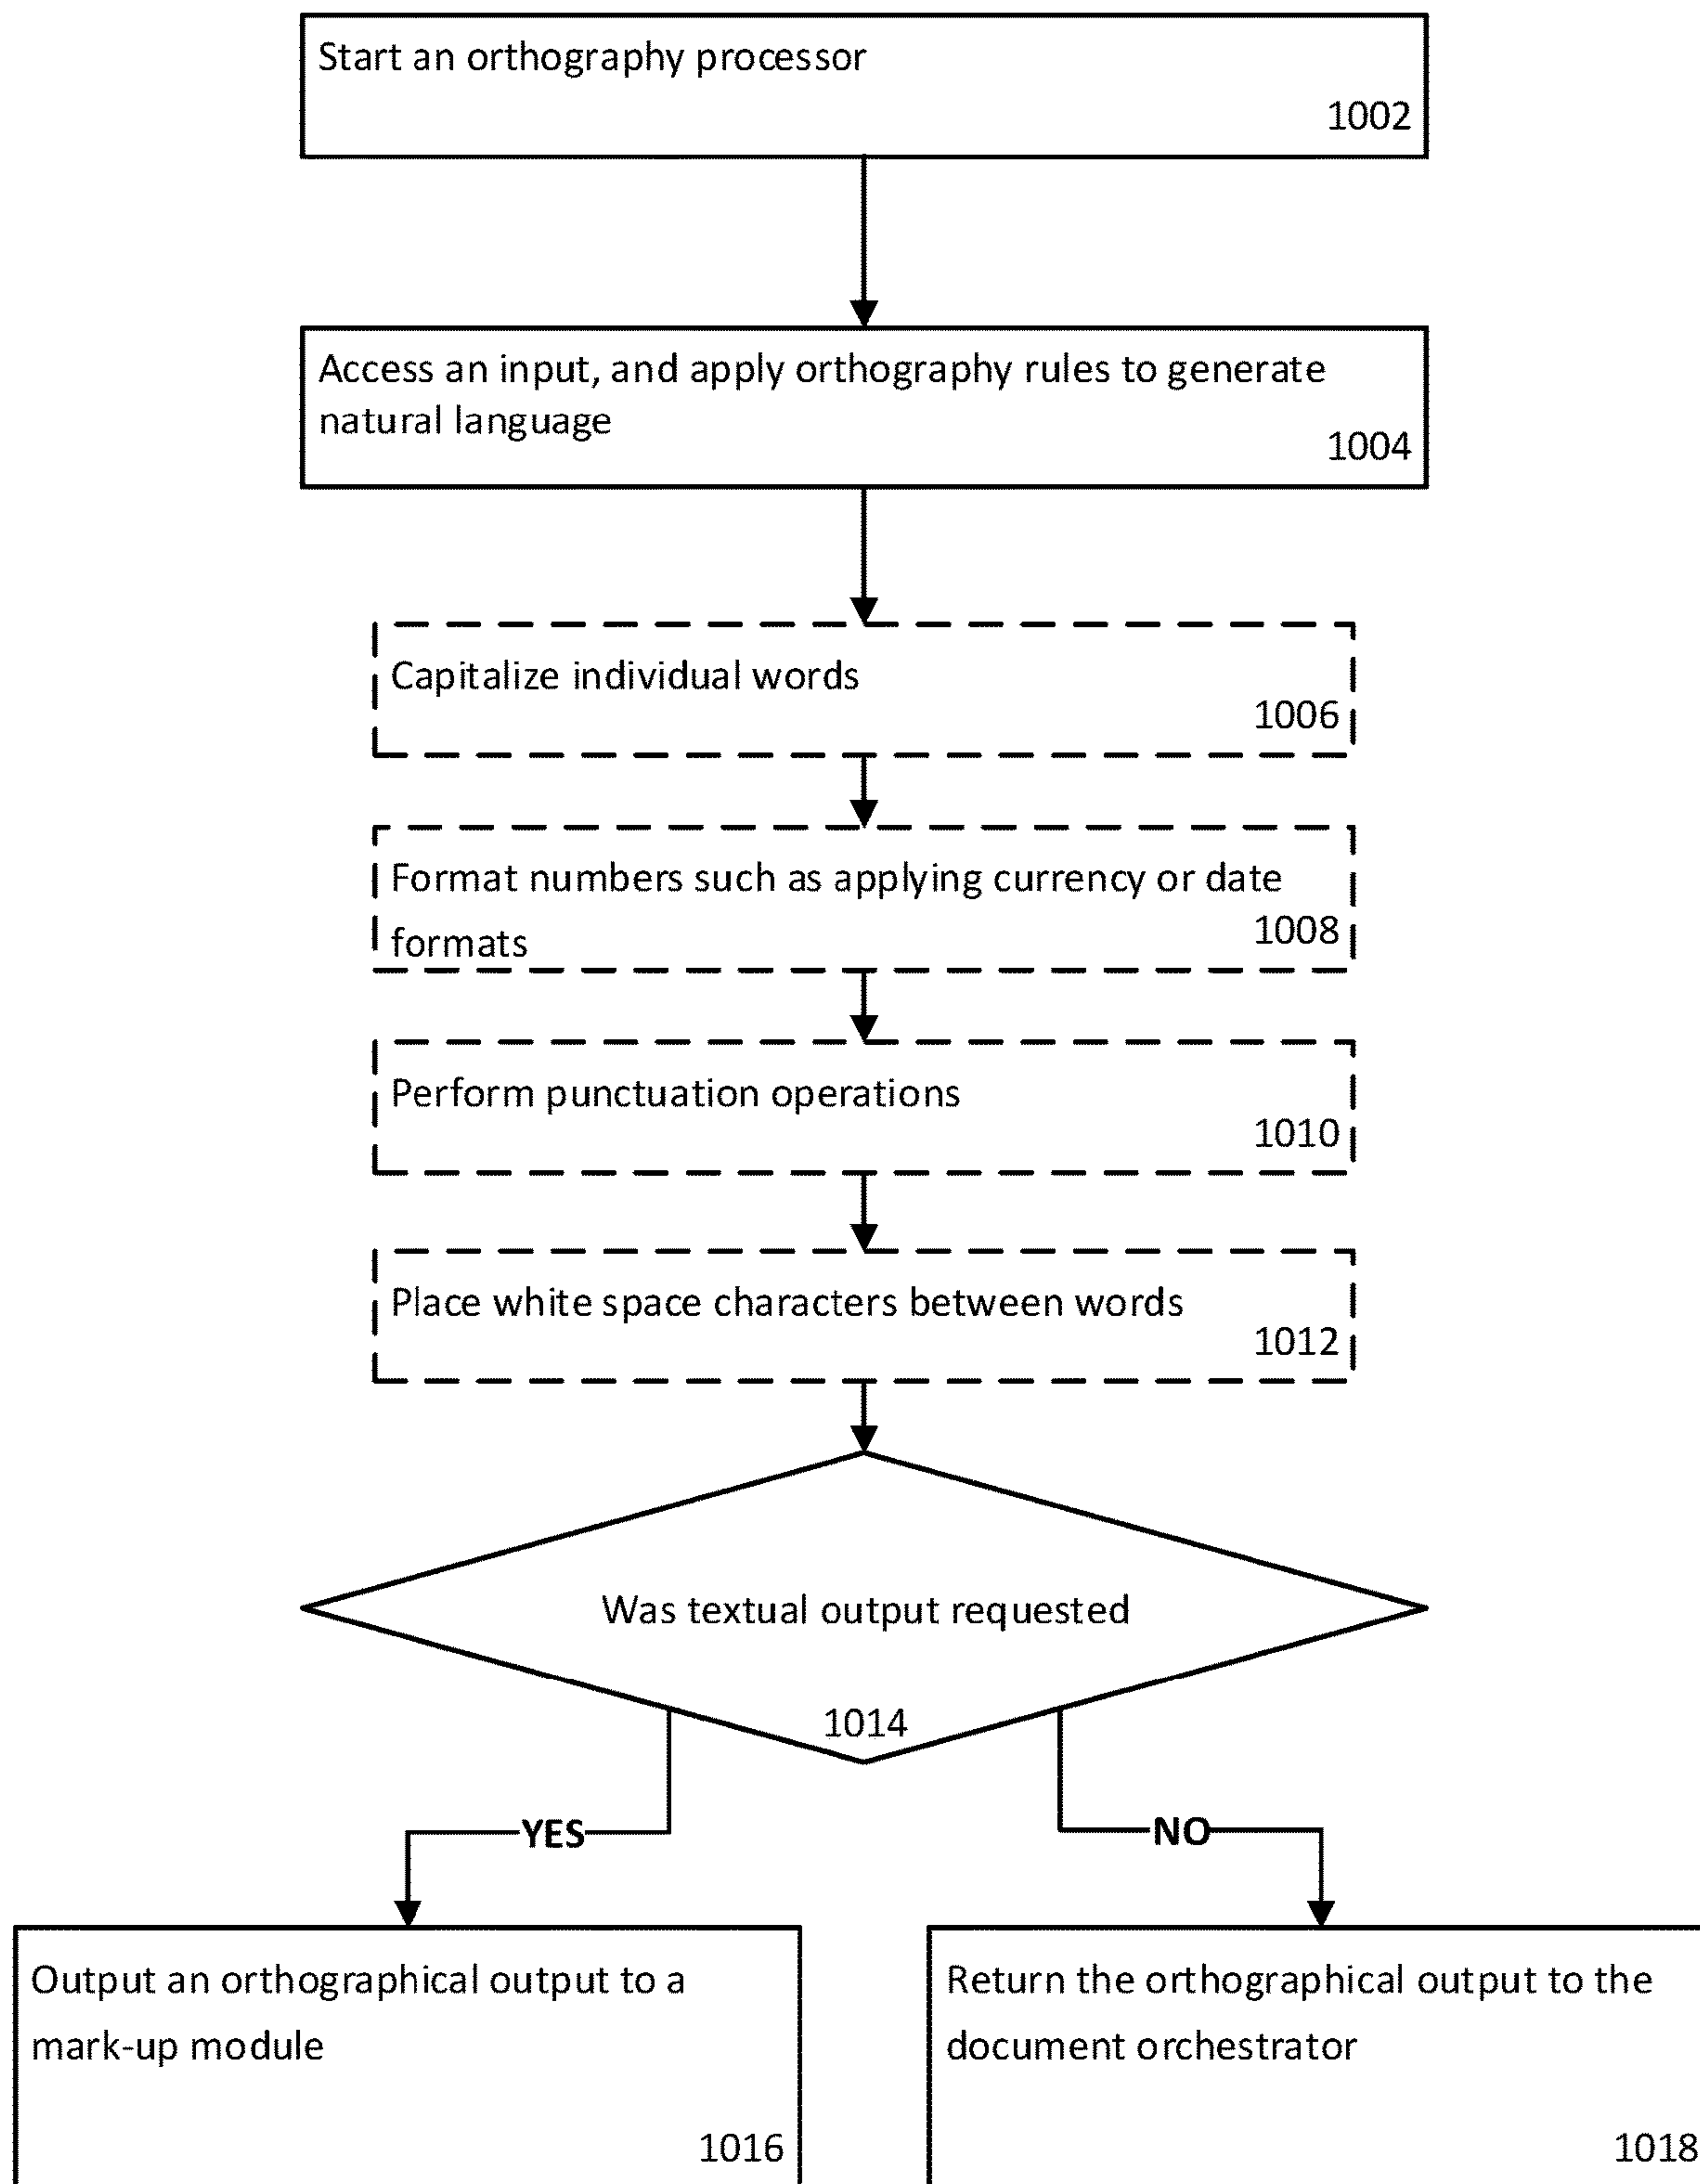 Start an orthography processor
1002
Access an input, and apply orthography rules to generate
natural language
1004
Capitalize individual words
1006
Format numbers such as applying currency or date
formats
1008
Perform punctuation operations
1010
Place white space characters between words
1012
Was textual output requested
1014
YES
NO
Output an orthographical output to a
mark-up module
1016
Return the orthographical output to the
document orchestrator
1018